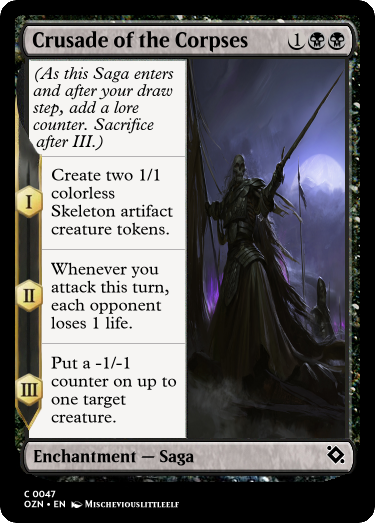 Crusade of the Corpses 1
(As this Saga enters
and after your draw
step, add a lore
counter. Sacrifice
after III.)
I
Create two 1/1
colorless
Skeleton artifact
creature tokens.
II
Whenever you
attack this turn,
each opponent
loses 1 life.
III
Put a -1/-1
counter on up to
one target
creature.
Enchantment — Saga
C 0047
OZN • EN Mischeviouslittleelf